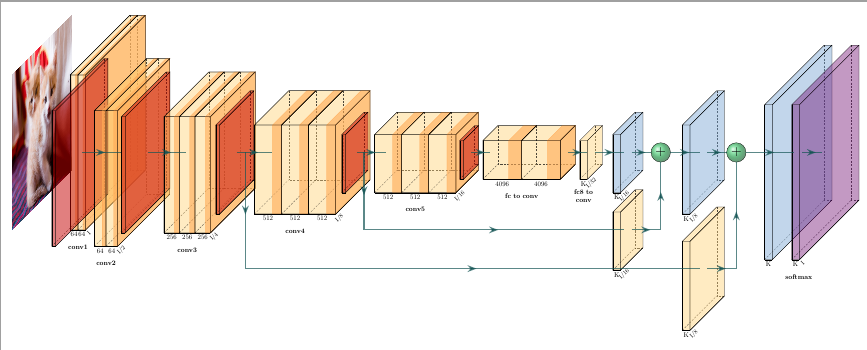 64 64 I
conv1
64 64 I/2
conv2
256 256 256 I/4
conv3
512 512 512 I/8
conv4
512 512 512 I/16
conv5
4096 4096
fc to conv
K I/32
fc8 to
conv
K I/16
K I/16
K I/8
K I/8
K
K I
softmax